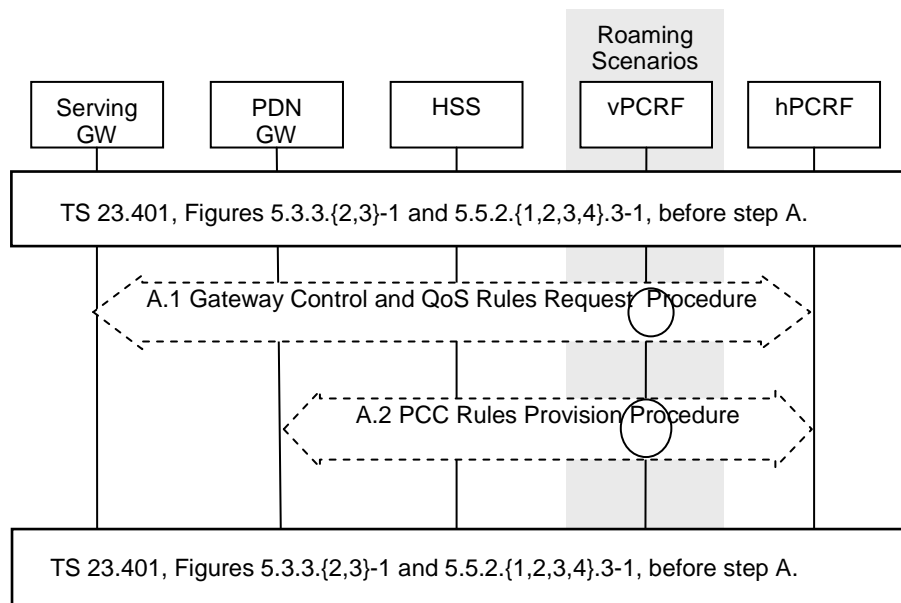 Roaming
Scenarios
Serving
GW
PDN
GW
HSS
vPCRF
hPCRF
TS 23.401, Figures 5.3.3.{2,3}-1 and 5.5.2.{1,2,3,4}.3-1, before step A.
A.1 Gateway Control and QoS Rules Request Procedure
A.2 PCC Rules Provision Procedure
TS 23.401, Figures 5.3.3.{2,3}-1 and 5.5.2.{1,2,3,4}.3-1, before step A.